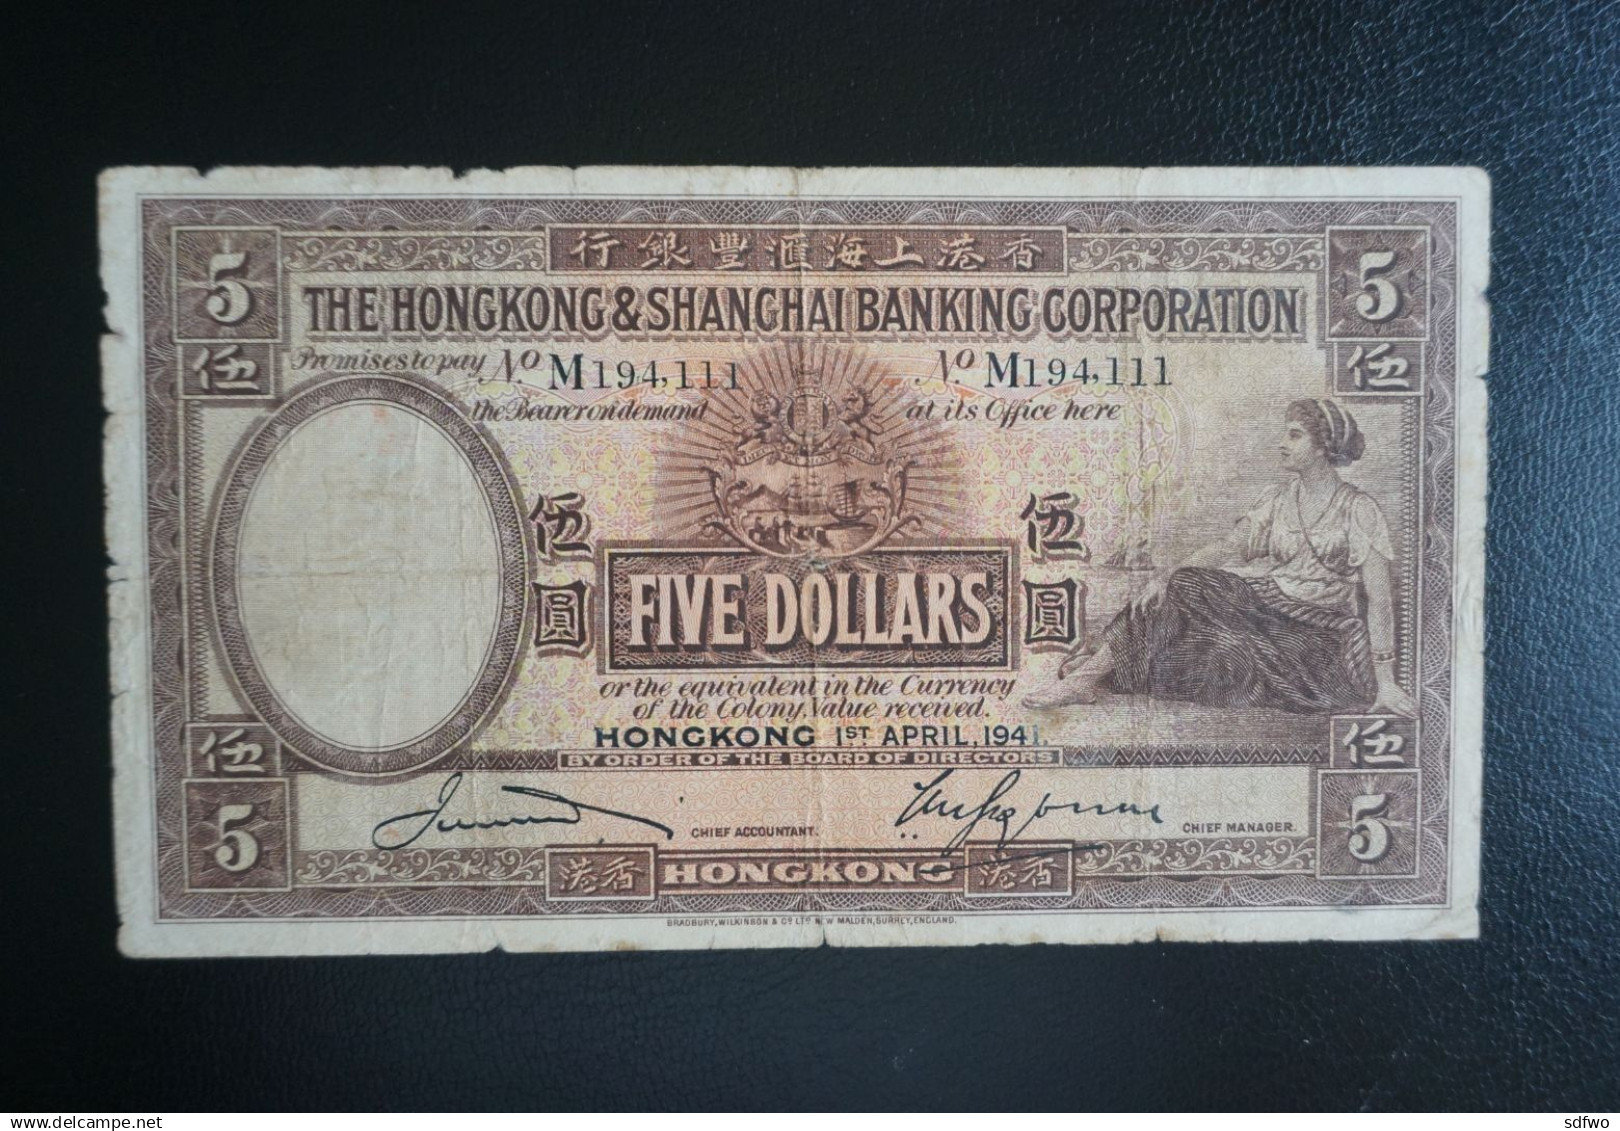 行銀豐滙海上港香
5
5
THE HONGKONG & SHANGHAI BANKING CORPORATION
伍
伍
Promises to pay No. M194,111 No. M194,111
the Bearer on demand at its Office here
伍圓
伍圓
FIVE DOLLARS
or the equivalent in the Currency
of the Colony, Value received.
HONGKONG 1ST APRIL, 1941.
BY ORDER OF THE BOARD OF DIRECTORS
伍
伍
5
5
CHIEF ACCOUNTANT.
CHIEF MANAGER.
港香 HONGKONG 港香
BRADBURY, WILKINSON & Co. LTD. NEW MALDEN, SURREY, ENGLAND.
delcampe.net
sdfwo